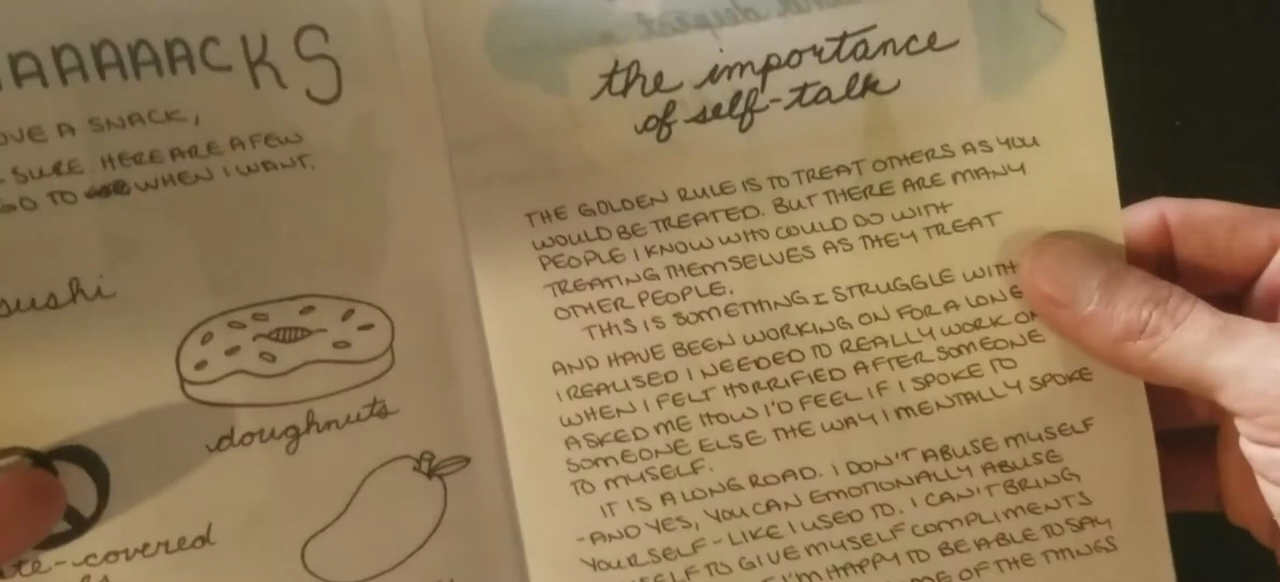 AAAAACKS
A SNACK,
SURE. HERE ARE A FEW
GO TO WHEN I WANT.
sushi
doughnuts
-covered
the importance
of self-talk
THE GOLDEN RULE IS TO TREAT OTHERS AS YOU
WOULD BE TREATED. BUT THERE ARE MANY
PEOPLE I KNOW WHO COULD DO WITH
TREATING THEMSELVES AS THEY TREAT
OTHER PEOPLE.
THIS IS SOMETHING I STRUGGLE WITH
AND HAVE BEEN WORKING ON FOR A LONG
I REALISED I NEEDED TO REALLY WORK
WHEN I FELT HORRIFIED AFTER SOMEONE
ASKED ME HOW I'D FEEL IF I SPOKE TO
SOMEONE ELSE THE WAY I MENTALLY SPOKE
TO MYSELF.
IT IS A LONG ROAD. I DON'T ABUSE MYSELF
- AND YES, YOU CAN EMOTIONALLY ABUSE
YOURSELF - LIKE I USED TO. I CAN'T BRING
TO GIVE MYSELF COMPLIMENTS
I'M HAPPY TO BE ABLE TO SAY
OF THE THINGS